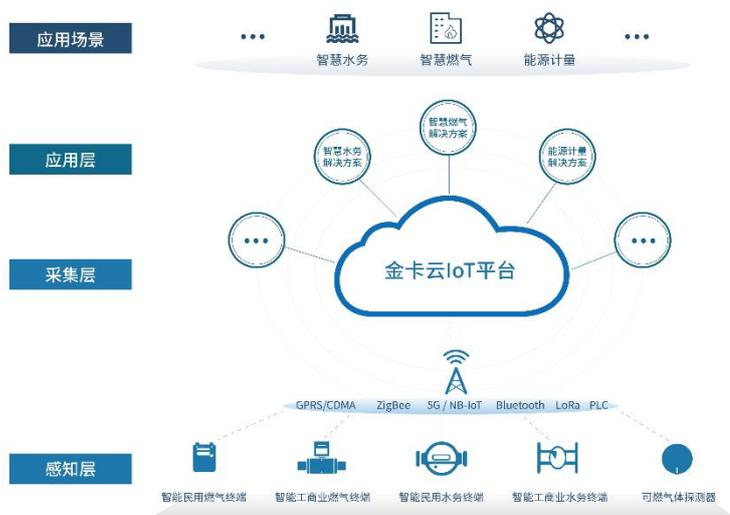 应用场景
智慧水务
智慧燃气
能源计量
应用层
智慧水务
解决方案
智慧燃气
解决方案
能源计量
解决方案
采集层
金卡云IoT平台
GPRS/CDMA ZigBee 5G / NB-IoT Bluetooth LoRa PLC
感知层
智能民用燃气终端
智能工商业燃气终端
智能民用水务终端
智能工商业水务终端
可燃气体探测器